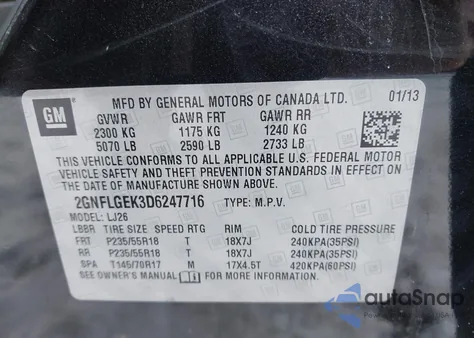 GM
MFD BY GENERAL MOTORS OF CANADA LTD. 01/13
GVWR GAWR FRT GAWR RR
2300 KG 1175 KG 1240 KG
5070 LB 2590 LB 2733 LB
THIS VEHICLE CONFORMS TO ALL APPLICABLE U.S. FEDERAL MOTOR
VEHICLE SAFETY AND THEFT PREVENTION STANDARDS IN EFFECT ON THE
DATE OF MANUFACTURE SHOWN ABOVE.
2GNFLGEK3D6247716 TYPE: M.P.V.
MODEL: LJ26
LBBR TIRE SIZE SPEED RTG RIM COLD TIRE PRESSURE
FRT P235/55R18 T 18X7J 240KPA(35PSI)
RR P235/55R18 T 18X7J 240KPA(35PSI)
SPA T145/70R17 M 17X4.5T 420KPA(60PSI)
SEE OWNER'S MANUAL FOR MORE INFORMATION
autoSnap